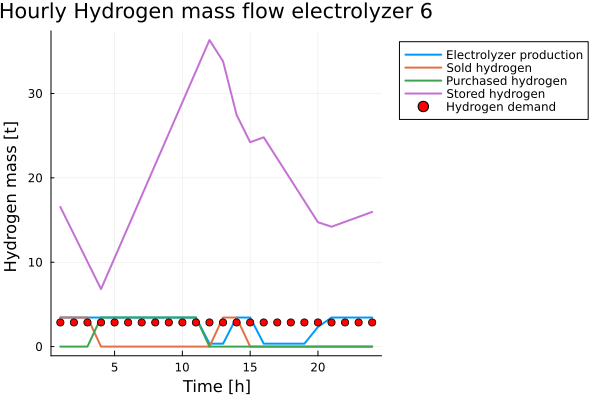 Hourly Hydrogen mass flow electrolyzer 6
Electrolyzer production
Sold hydrogen
Purchased hydrogen
Stored hydrogen
Hydrogen demand
Hydrogen mass [t]
30
20
10
0
5
10
15
20
Time [h]